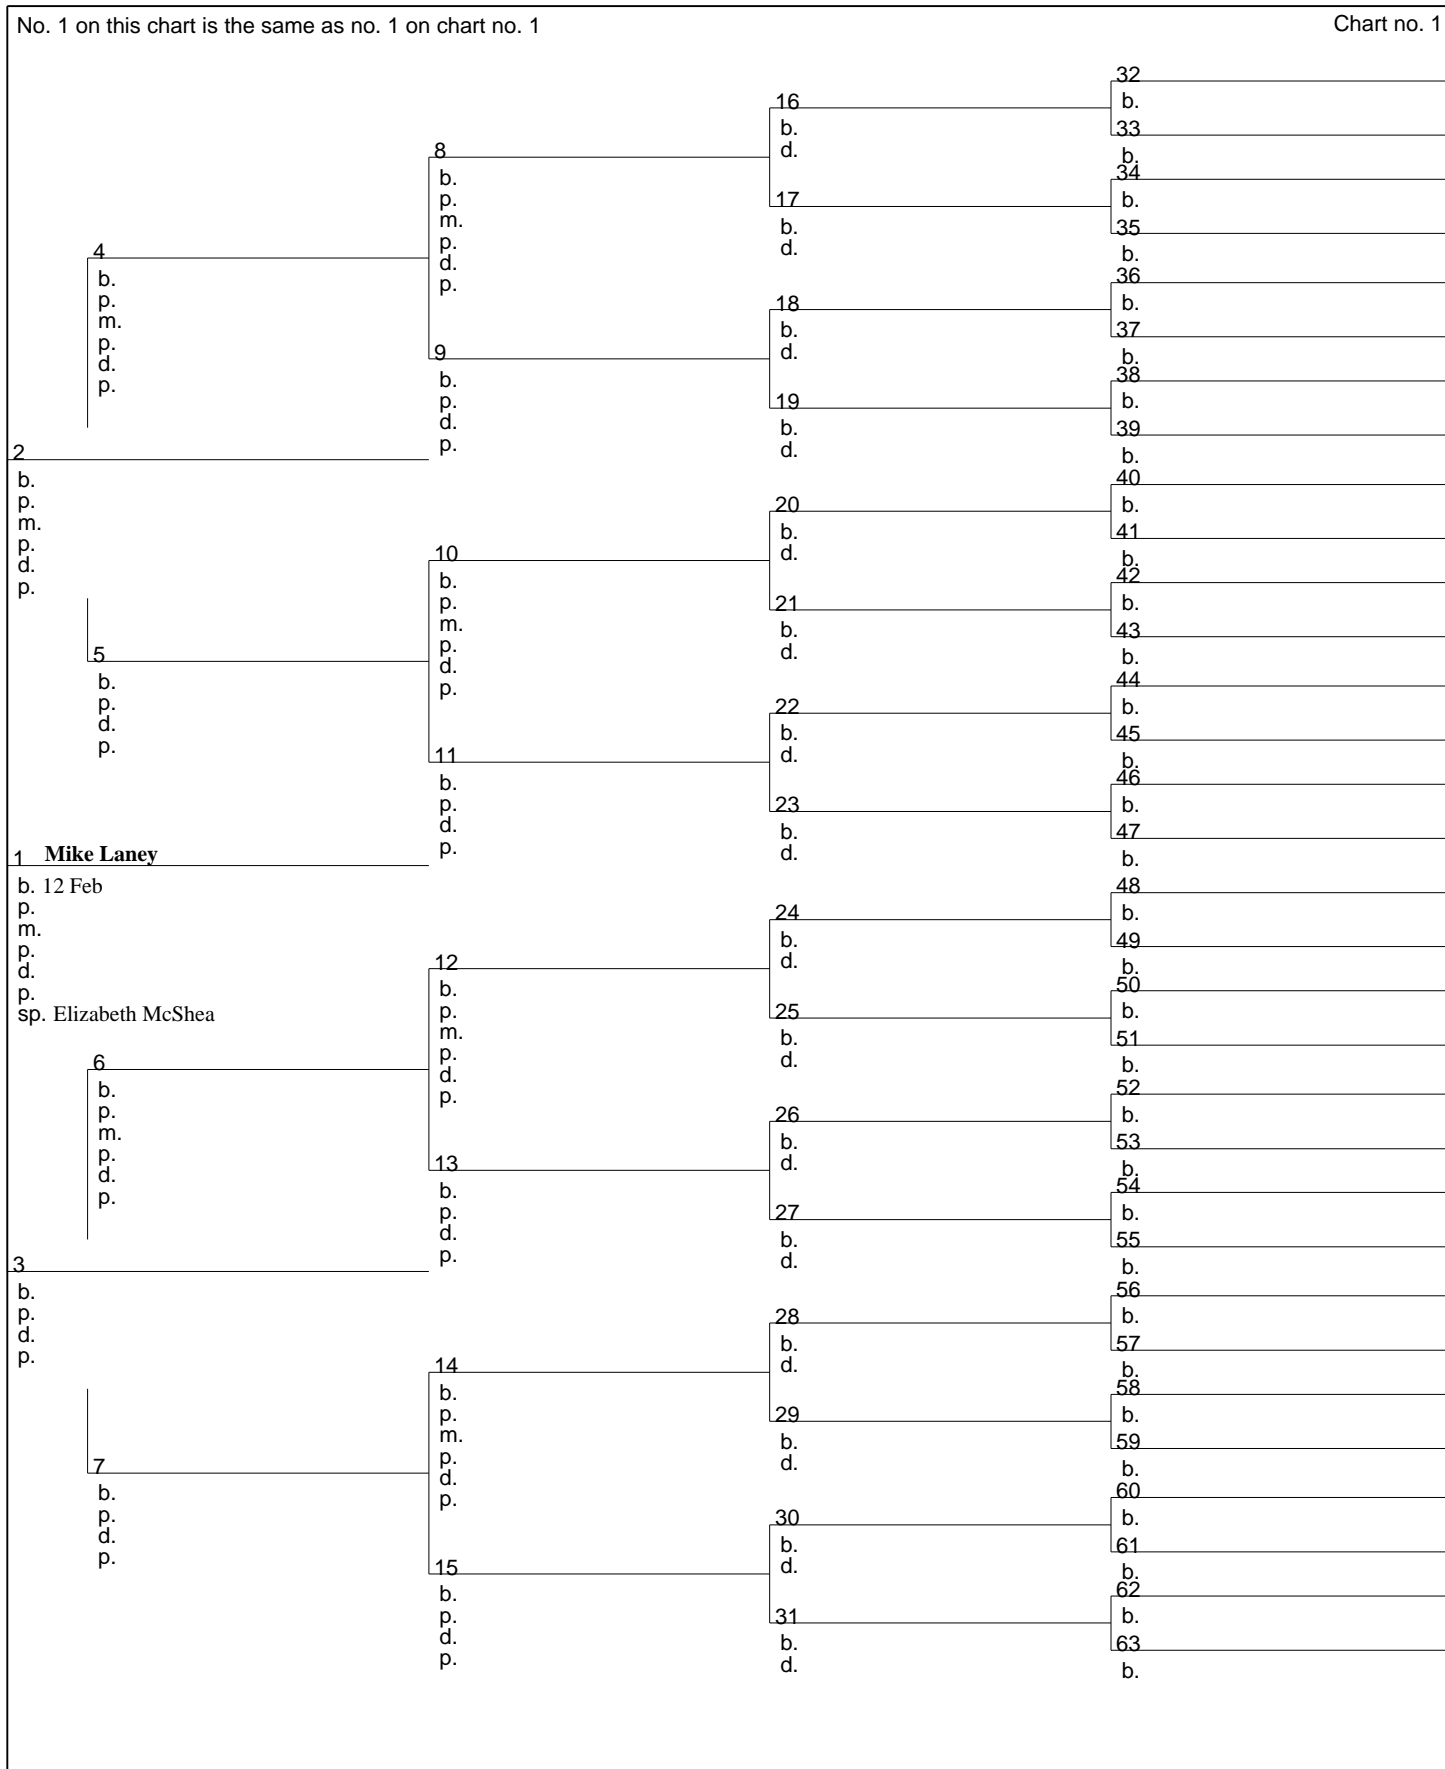 No. 1 on this chart is the same as no. 1 on chart no. 1
Chart no. 1
2
b.
p.
m.
p.
d.
p.
1 Mike Laney
b. 12 Feb
p.
m.
p.
d.
p.
sp. Elizabeth McShea
3
b.
p.
d.
p.
4
b.
p.
m.
p.
d.
p.
5
b.
p.
d.
p.
6
b.
p.
m.
p.
d.
p.
7
b.
p.
d.
p.
8
b.
p.
m.
p.
d.
p.
9
b.
p.
d.
p.
10
b.
p.
m.
p.
d.
p.
11
b.
p.
d.
p.
12
b.
p.
m.
p.
d.
p.
13
b.
p.
d.
p.
14
b.
p.
m.
p.
d.
p.
15
b.
p.
d.
p.
16
b.
d.
17
b.
d.
18
b.
d.
19
b.
d.
20
b.
d.
21
b.
d.
22
b.
d.
23
b.
d.
24
b.
d.
25
b.
d.
26
b.
d.
27
b.
d.
28
b.
d.
29
b.
d.
30
b.
d.
31
b.
d.
32
b.
33
b.
34
b.
35
b.
36
b.
37
b.
38
b.
39
b.
40
b.
41
b.
42
b.
43
b.
44
b.
45
b.
46
b.
47
b.
48
b.
49
b.
50
b.
51
b.
52
b.
53
b.
54
b.
55
b.
56
b.
57
b.
58
b.
59
b.
60
b.
61
b.
62
b.
63
b.